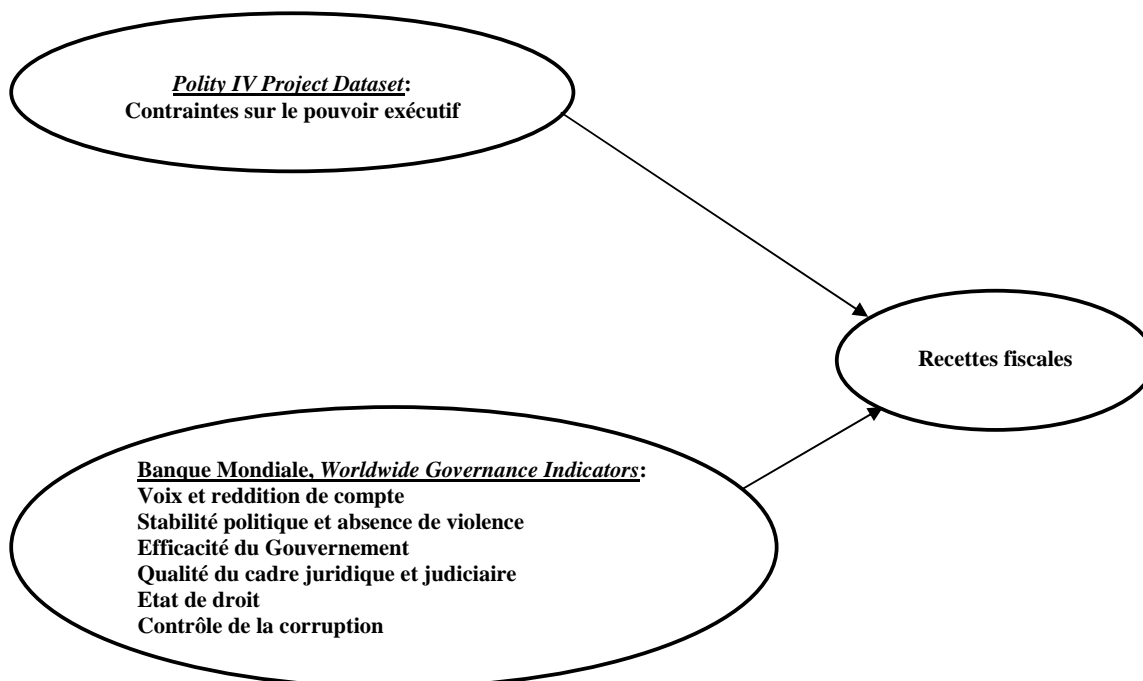 Polity IV Project Dataset:
Contraintes sur le pouvoir exécutif
Recettes fiscales
Banque Mondiale, Worldwide Governance Indicators:
Voix et reddition de compte
Stabilité politique et absence de violence
Efficacité du Gouvernement
Qualité du cadre juridique et judiciaire
Etat de droit
Contrôle de la corruption